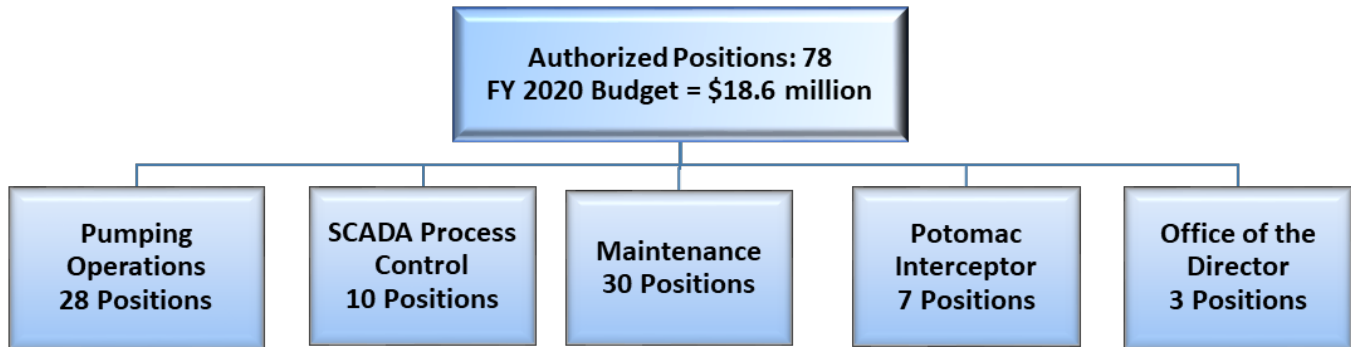 Authorized Positions: 78
FY 2020 Budget = $18.6 million
Pumping
Operations
28 Positions
SCADA Process
Control
10 Positions
Maintenance
30 Positions
Potomac
Interceptor
7 Positions
Office of the
Director
3 Positions